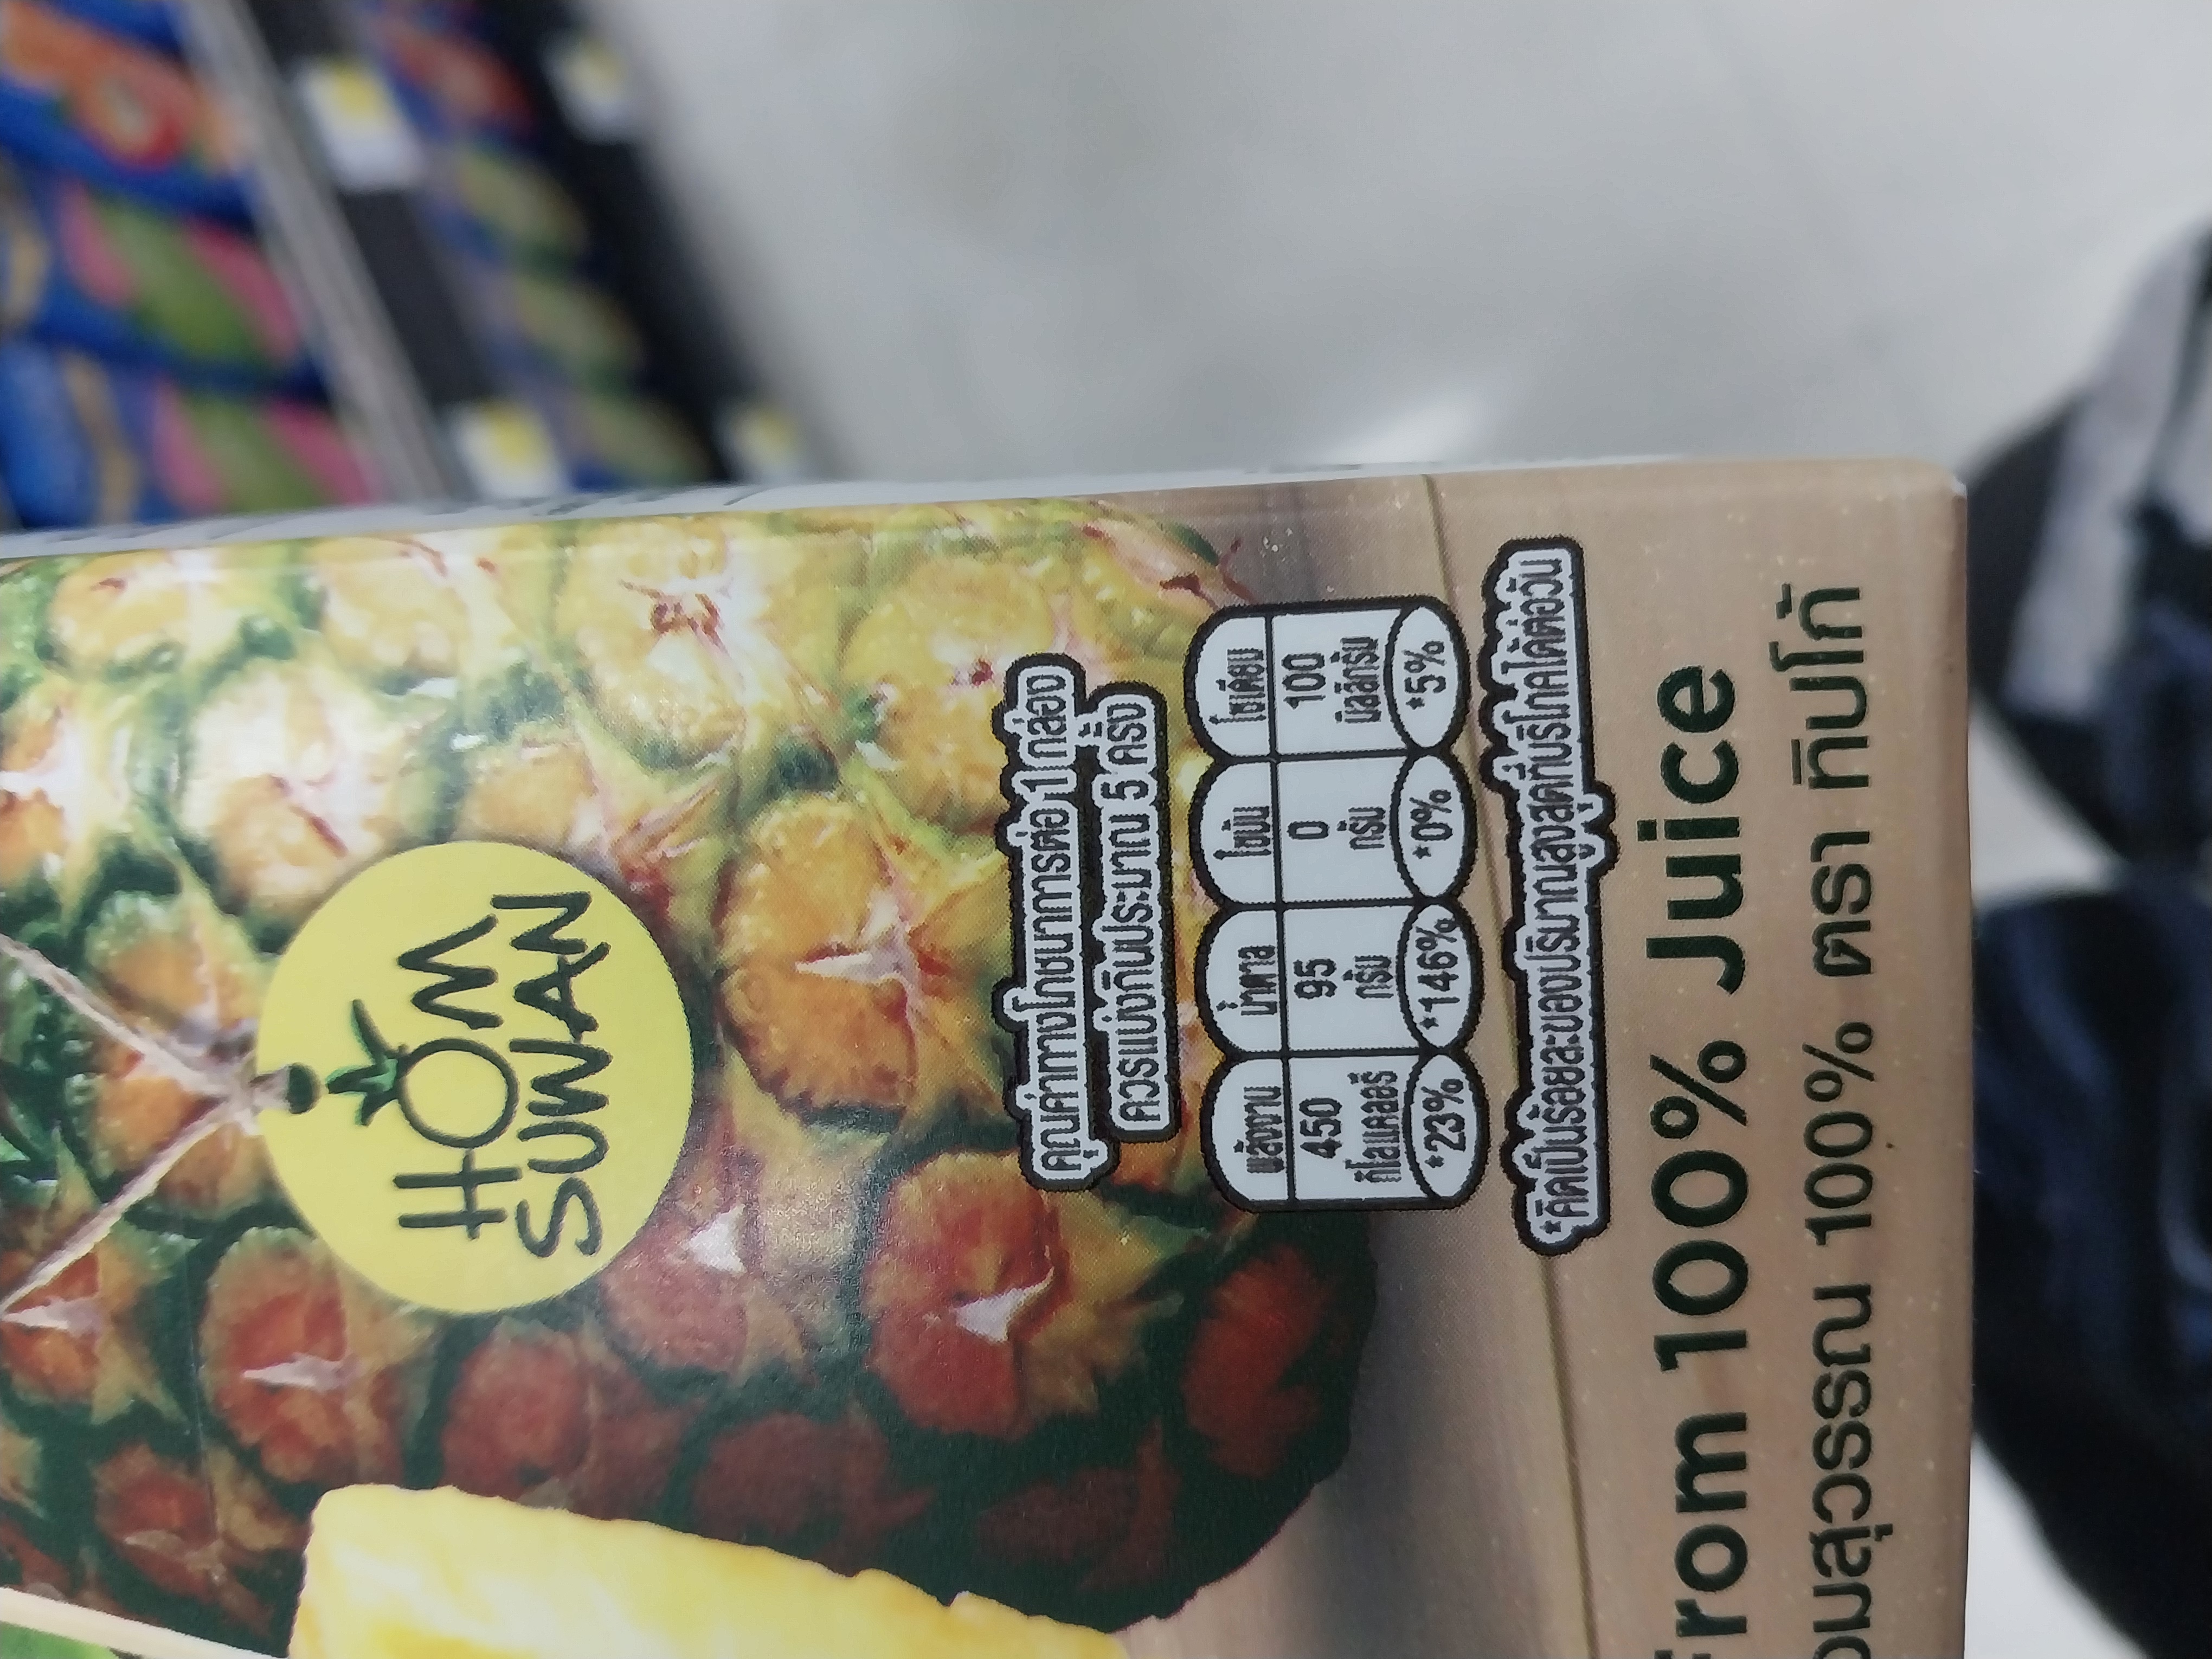 HOM
SUWAN
คุณค่าทางโภชนาการต่อ 1 กล่อง
ควรแบ่งกินประมาณ 5 ครั้ง
พลังงาน น้ำตาล ไขมัน โซเดียม
450 95 0 100
กิโลแคลอรี กรัม กรัม มิลลิกรัม
*23% *146% *0% *5%
*คิดเป็นร้อยละของปริมาณสูงสุดที่บริโภคได้ต่อวัน
From 100% Juice
อมสุวรรณ 100% ตรา ทิปโก้